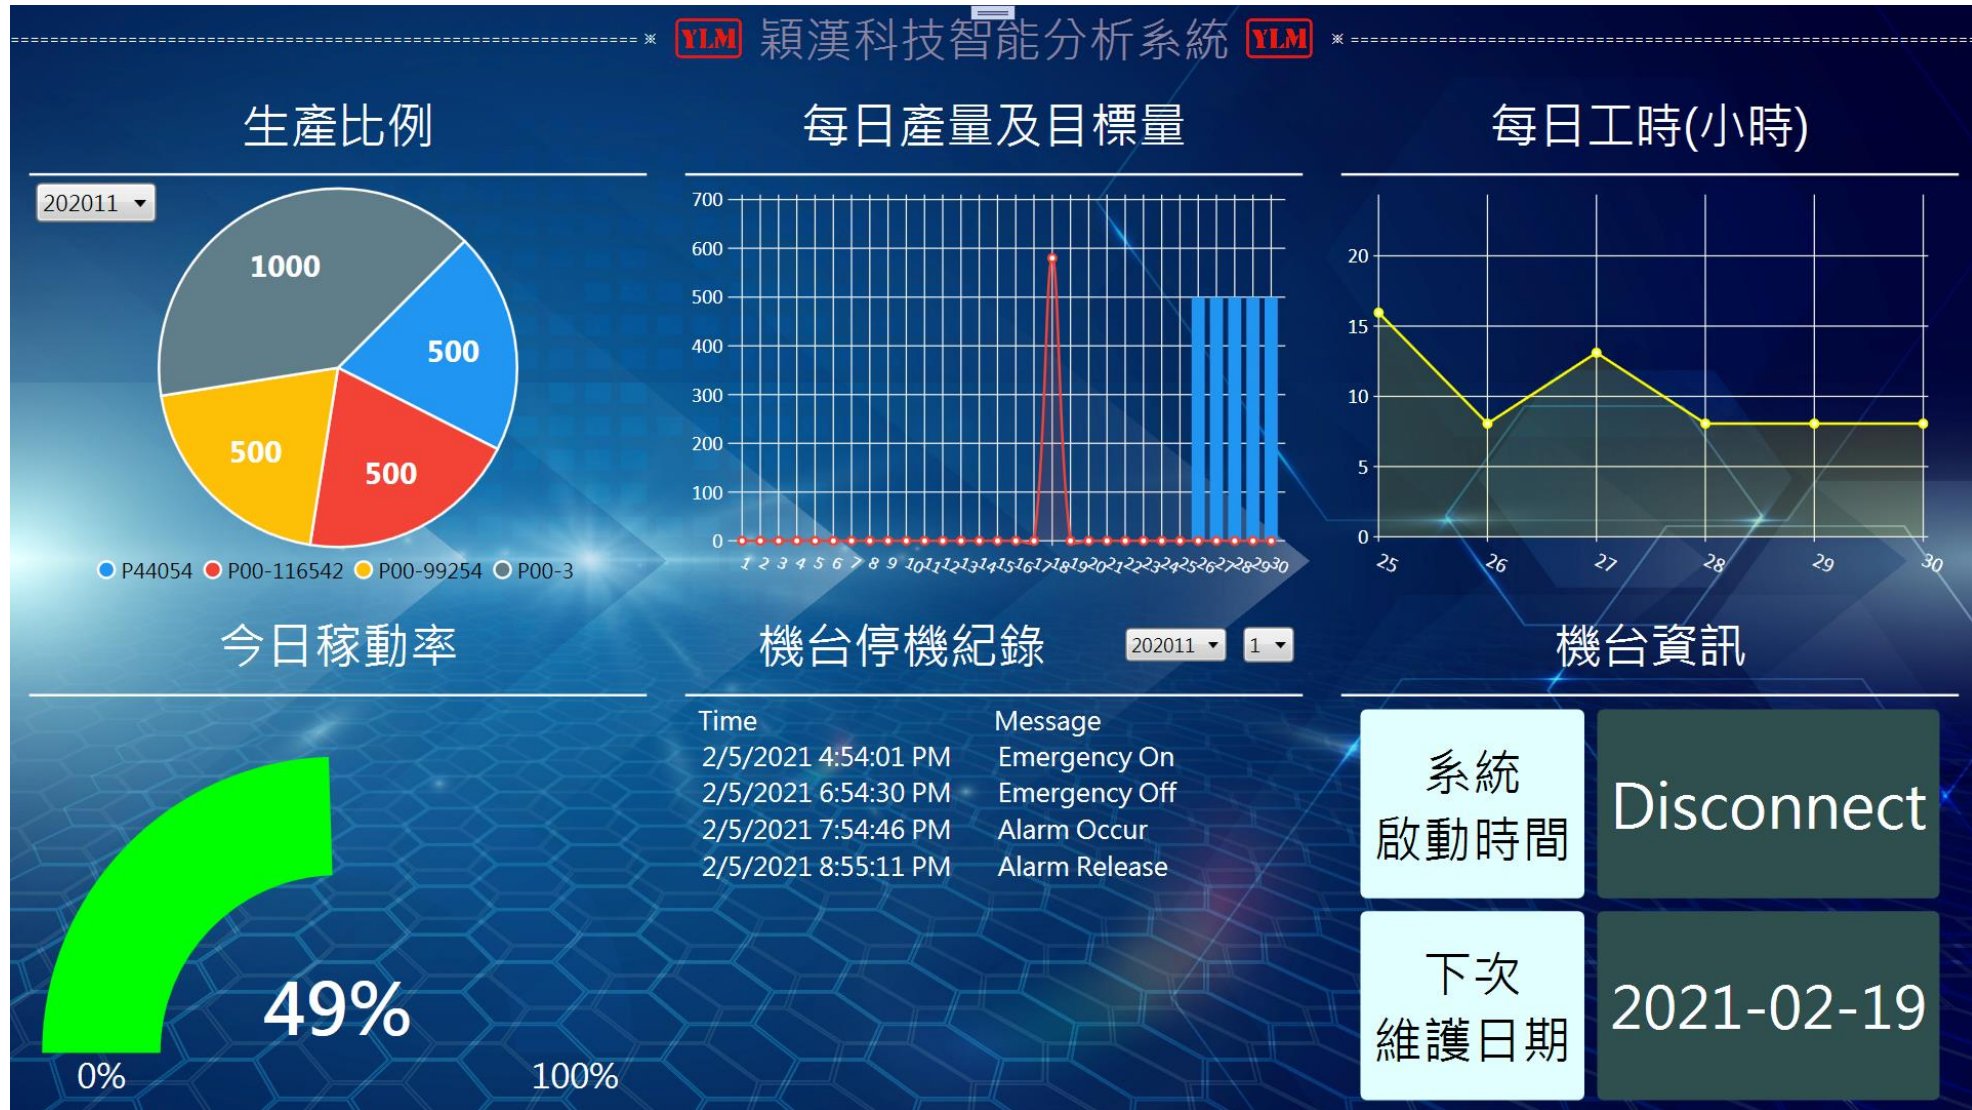 ※ YLM 穎漢科技智能分析系統 YLM ※
生產比例
202011
1000
500
500
500
P44054 P00-116542 P00-99254 P00-3
每日產量及目標量
700
600
500
400
300
200
100
0
1 2 3 4 5 6 7 8 9 10 11 12 13 14 15 16 17 18 19 20 21 22 23 24 25 26 27 28 29 30
每日工時(小時)
20
15
10
5
0
25 26 27 28 29 30
今日稼動率
49%
0% 100%
機台停機紀錄 202011 1
Time Message
2/5/2021 4:54:01 PM Emergency On
2/5/2021 6:54:30 PM Emergency Off
2/5/2021 7:54:46 PM Alarm Occur
2/5/2021 8:55:11 PM Alarm Release
機台資訊
系統
啟動時間
Disconnect
下次
維護日期
2021-02-19